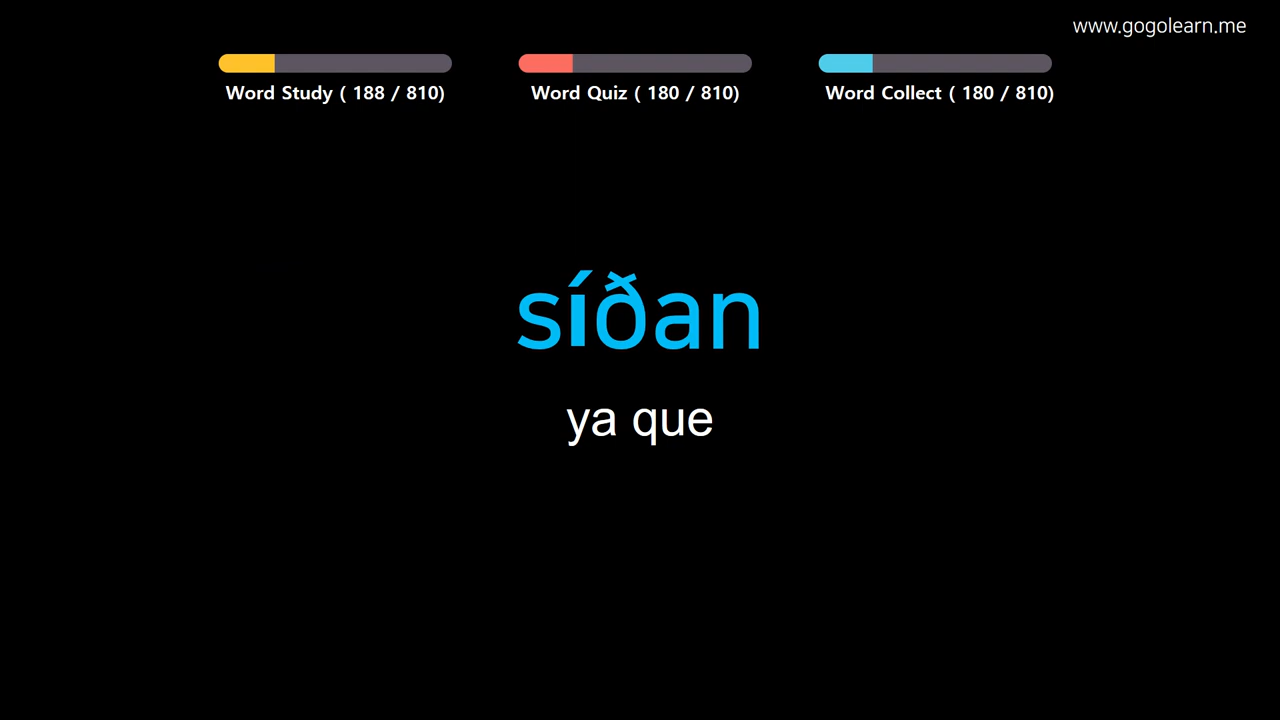 www.gogolearn.me
Word Study ( 188 / 810)
Word Quiz ( 180 / 810)
Word Collect ( 180 / 810)
síðan
ya que